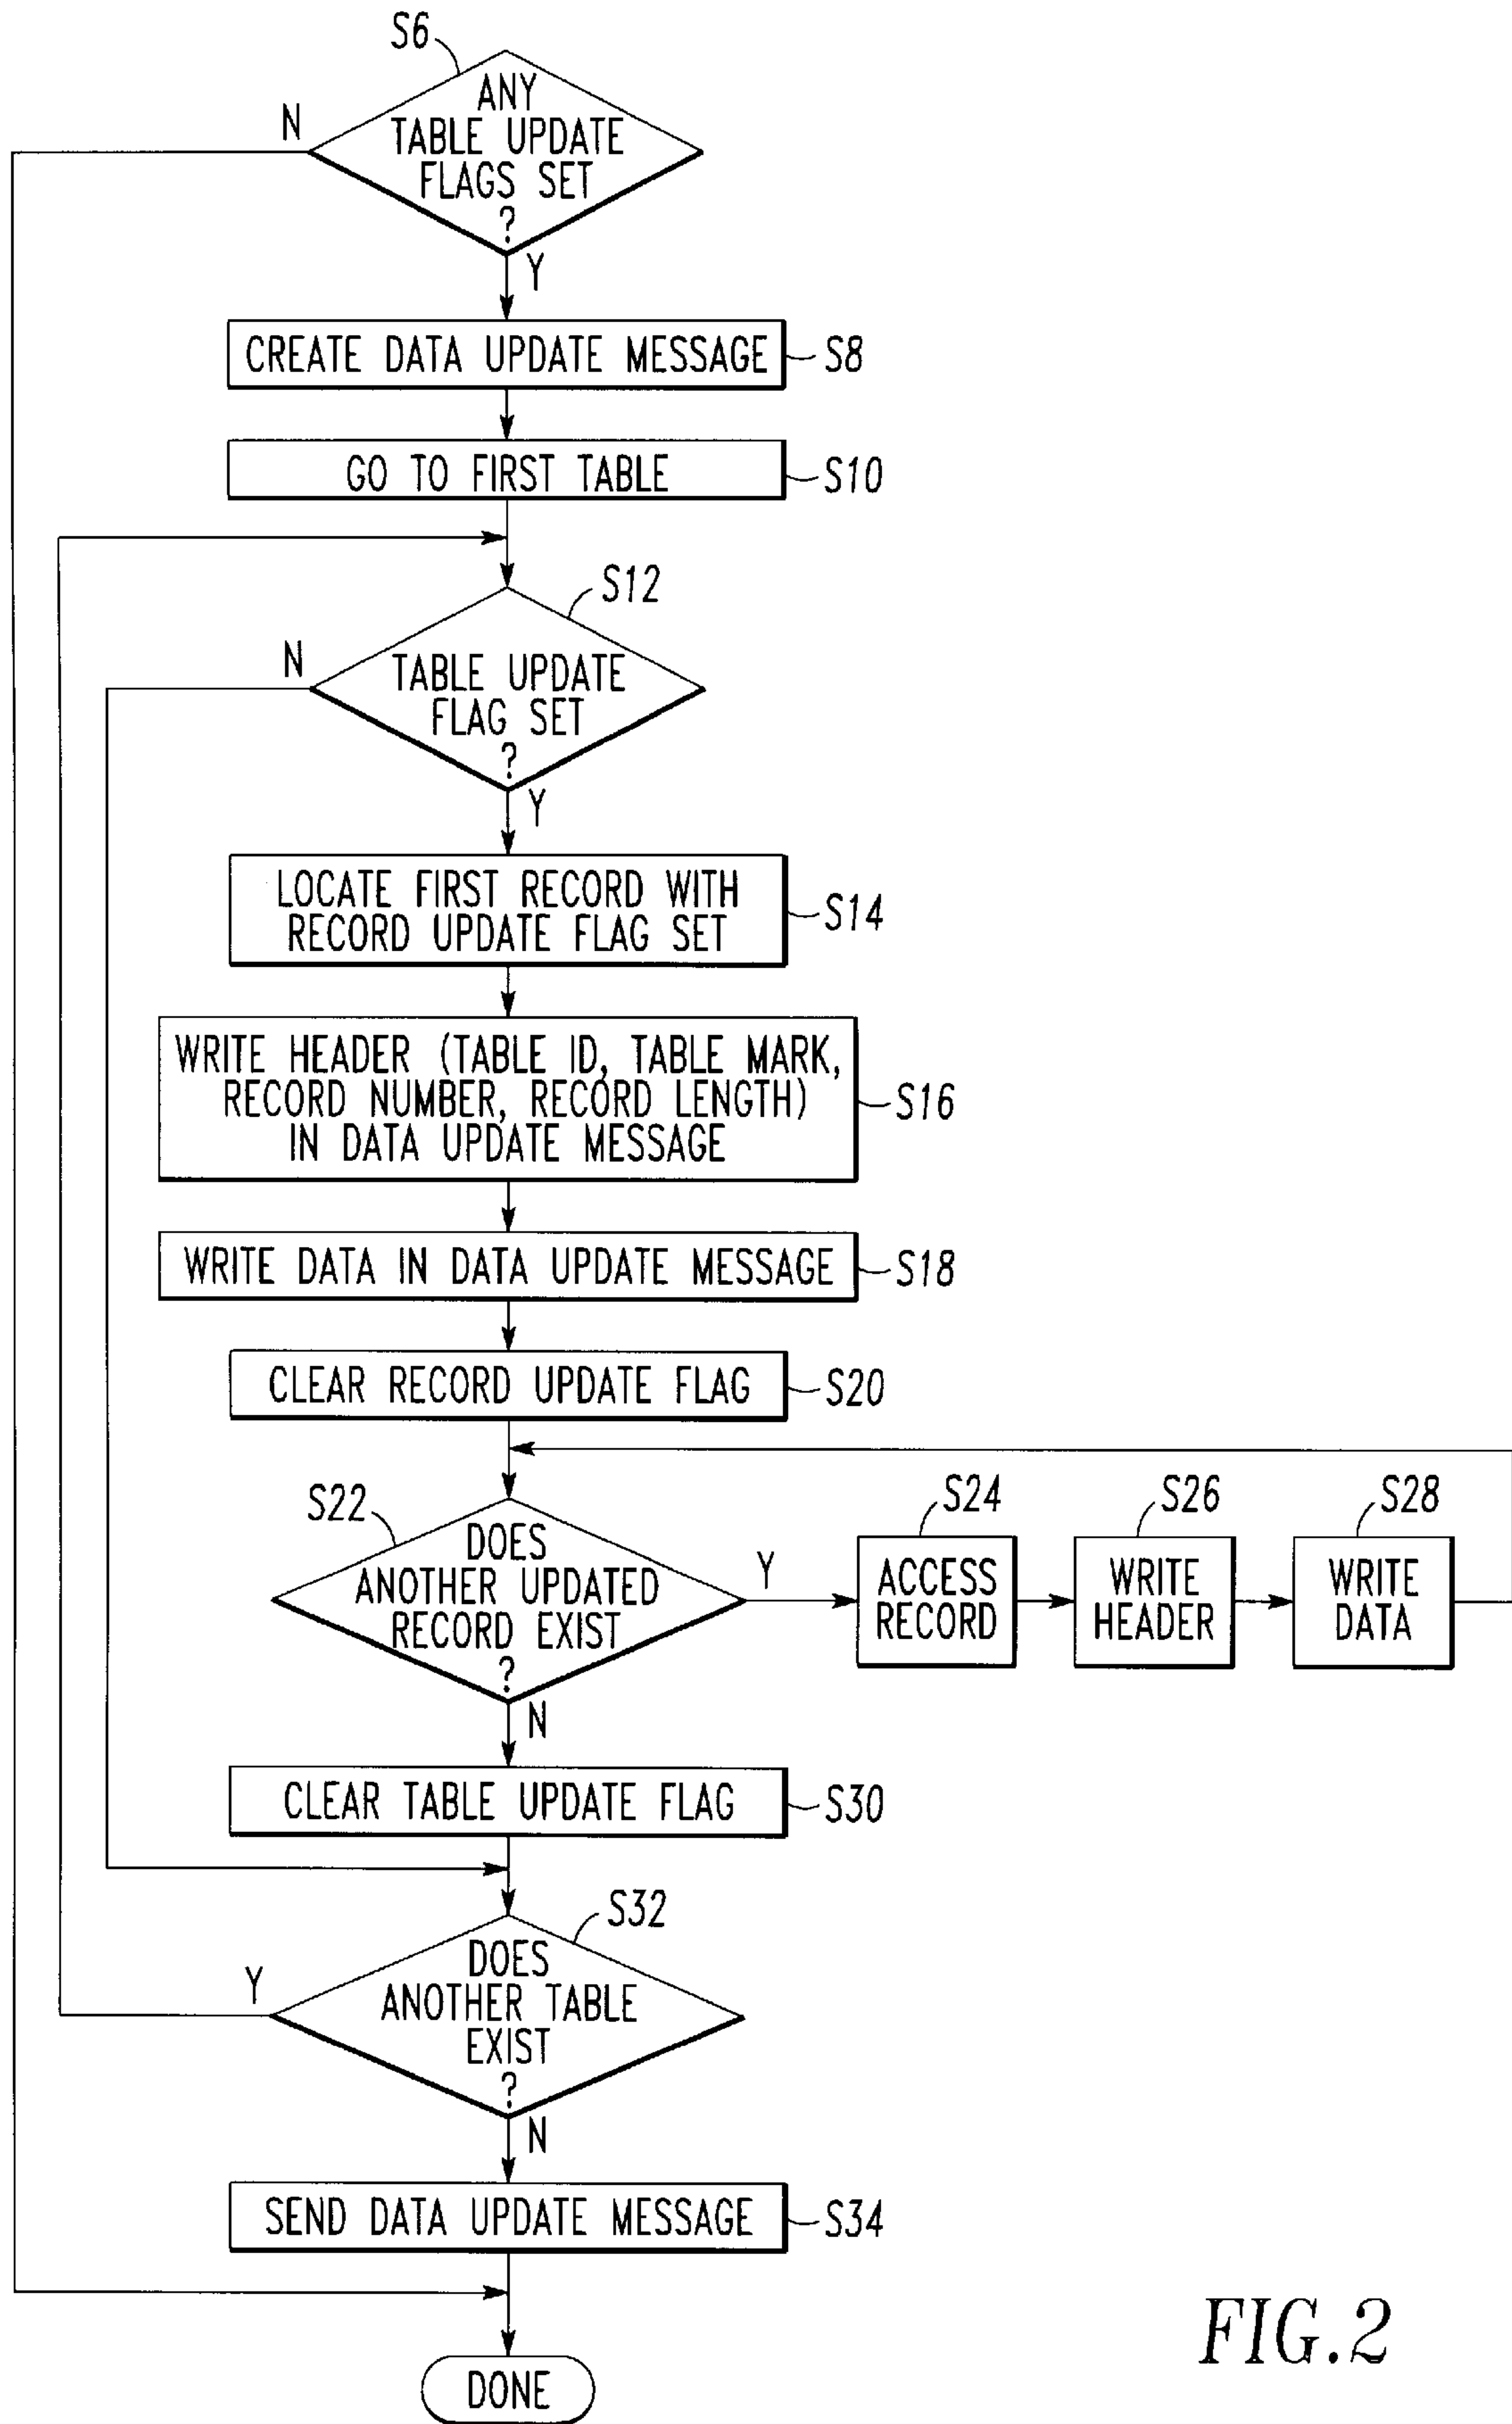 S6
ANY
TABLE UPDATE
FLAGS SET
?
N
Y
CREATE DATA UPDATE MESSAGE
S8
GO TO FIRST TABLE
S10
S12
N
TABLE UPDATE
FLAG SET
?
Y
LOCATE FIRST RECORD WITH
RECORD UPDATE FLAG SET
S14
WRITE HEADER (TABLE ID, TABLE MARK,
RECORD NUMBER, RECORD LENGTH)
IN DATA UPDATE MESSAGE
S16
WRITE DATA IN DATA UPDATE MESSAGE
S18
CLEAR RECORD UPDATE FLAG
S20
S22
DOES
ANOTHER UPDATED
RECORD EXIST
?
Y
S24
ACCESS
RECORD
S26
WRITE
HEADER
S28
WRITE
DATA
N
CLEAR TABLE UPDATE FLAG
S30
S32
DOES
ANOTHER TABLE
EXIST
?
Y
N
SEND DATA UPDATE MESSAGE
S34
DONE
FIG.2